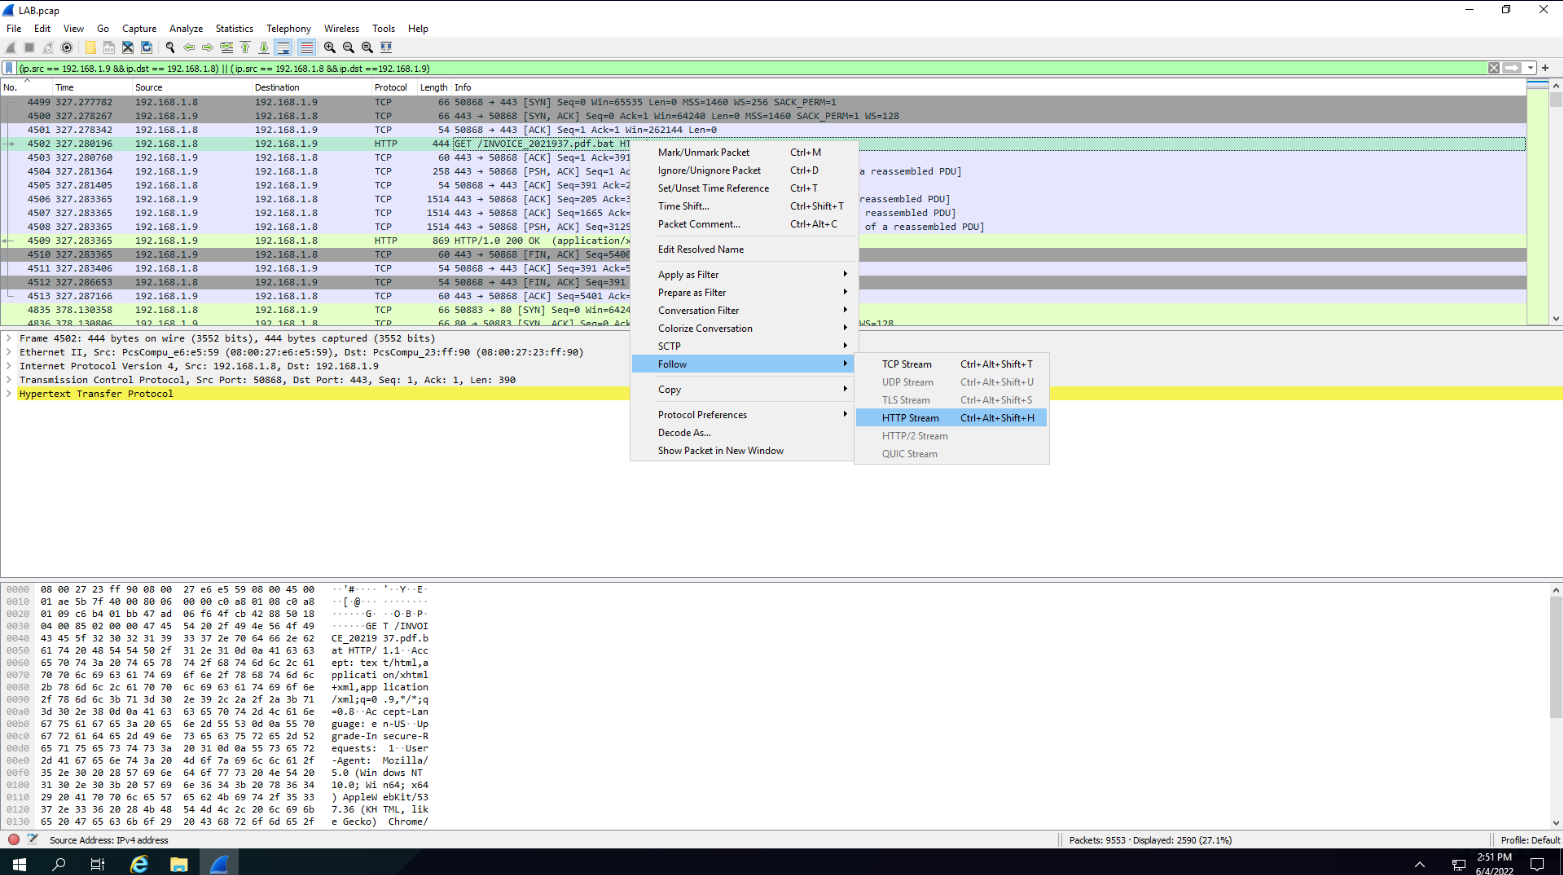 LAB.pcap
File Edit View Go Capture Analyze Statistics Telephony Wireless Tools Help
(ip.src == 192.168.1.9 &&ip.dst == 192.168.1.8) || (ip.src == 192.168.1.8 &&ip.dst ==192.168.1.9)
No. Time Source Destination Protocol Length Info
4499 327.277782 192.168.1.8 192.168.1.9 TCP 66 50868 → 443 [SYN] Seq=0 Win=65535 Len=0 MSS=1460 WS=256 SACK_PERM=1
4500 327.278267 192.168.1.9 192.168.1.8 TCP 66 443 → 50868 [SYN, ACK] Seq=0 Ack=1 Win=64240 Len=0 MSS=1460 SACK_PERM=1 WS=128
4501 327.278342 192.168.1.8 192.168.1.9 TCP 54 50868 → 443 [ACK] Seq=1 Ack=1 Win=262144 Len=0
4502 327.280196 192.168.1.8 192.168.1.9 HTTP 444 GET /INVOICE_2021937.pdf.bat
4503 327.280760 192.168.1.9 192.168.1.8 TCP 60 443 → 50868 [ACK] Seq=1 Ack=391
4504 327.281364 192.168.1.9 192.168.1.8 TCP 258 443 → 50868 [PSH, ACK] Seq=1 a reassembled PDU]
4505 327.281405 192.168.1.8 192.168.1.9 TCP 54 50868 → 443 [ACK] Seq=391
4506 327.283365 192.168.1.9 192.168.1.8 TCP 1514 443 → 50868 [ACK] Seq=205 reassembled PDU]
4507 327.283365 192.168.1.9 192.168.1.8 TCP 1514 443 → 50868 [ACK] Seq=1665 reassembled PDU]
4508 327.283365 192.168.1.9 192.168.1.8 TCP 1514 443 → 50868 [PSH, ACK] Seq=3125 of a reassembled PDU]
4509 327.283365 192.168.1.9 192.168.1.8 HTTP 869 HTTP/1.0 200 OK (application/x
4510 327.283365 192.168.1.9 192.168.1.8 TCP 60 443 → 50868 [FIN, ACK] Seq=5400
4511 327.283406 192.168.1.8 192.168.1.9 TCP 54 50868 → 443 [ACK] Seq=391 Ack=5
4512 327.286653 192.168.1.8 192.168.1.9 TCP 54 50868 → 443 [FIN, ACK] Seq=391
4513 327.287166 192.168.1.9 192.168.1.8 TCP 60 443 → 50868 [ACK] Seq=5401
4835 378.130358 192.168.1.8 192.168.1.9 TCP 66 50883 → 80 [SYN] Seq=0 Win=642
4836 378.130806 192.168.1.9 192.168.1.8 TCP 66 80 → 50883 [SYN, ACK] Seq=0 WS=128
Frame 4502: 444 bytes on wire (3552 bits), 444 bytes captured (3552 bits)
Ethernet II, Src: PcsCompu_e6:e5:59 (08:00:27:e6:e5:59), Dst: PcsCompu_23:ff:90 (08:00:27:23:ff:90)
Internet Protocol Version 4, Src: 192.168.1.8, Dst: 192.168.1.9
Transmission Control Protocol, Src Port: 50868, Dst Port: 443, Seq: 1, Ack: 1, Len: 390
Hypertext Transfer Protocol
Mark/Unmark Packet Ctrl+M
Ignore/Unignore Packet Ctrl+D
Set/Unset Time Reference Ctrl+T
Time Shift... Ctrl+Shift+T
Packet Comment... Ctrl+Alt+C
Edit Resolved Name
Apply as Filter
Prepare as Filter
Conversation Filter
Colorize Conversation
SCTP
Follow
Copy
Protocol Preferences
Decode As...
Show Packet in New Window
TCP Stream Ctrl+Alt+Shift+T
UDP Stream Ctrl+Alt+Shift+U
TLS Stream Ctrl+Alt+Shift+S
HTTP Stream Ctrl+Alt+Shift+H
HTTP/2 Stream
QUIC Stream
0000 08 00 27 23 ff 90 08 00 27 e6 e5 59 08 00 45 00 ··'#···· '··Y··E·
0010 01 ae 5b 7f 40 00 80 06 00 00 c0 a8 01 08 c0 a8 ··[·@··· ········
0020 01 09 c6 b4 01 bb 47 ad 06 f6 4f cb 42 88 50 18 ······G· ··O·B·P·
0030 04 00 85 02 00 00 47 45 54 20 2f 49 4e 56 4f 49 ······GE T /INVOI
0040 43 45 5f 32 30 32 31 39 33 37 2e 70 64 66 2e 62 CE_20219 37.pdf.b
0050 61 74 20 48 54 54 50 2f 31 2e 31 0d 0a 41 63 63 at HTTP/ 1.1··Acc
0060 65 70 74 3a 20 74 65 78 74 2f 68 74 6d 6c 2c 61 ept: tex t/html,a
0070 70 70 6c 69 63 61 74 69 6f 6e 2f 78 68 74 6d 6c pplicati on/xhtml
0080 2b 78 6d 6c 2c 61 70 70 6c 69 63 61 74 69 6f 6e +xml,app lication
0090 2f 78 6d 6c 3b 71 3d 30 2e 39 2c 2a 2f 2a 3b 71 /xml;q=0 .9,*/*;q
00a0 3d 30 2e 38 0d 0a 41 63 63 65 70 74 2d 4c 61 6e =0.8··Ac cept-Lan
00b0 67 75 61 67 65 3a 20 65 6e 2d 55 53 0d 0a 55 70 guage: e n-US··Up
00c0 67 72 61 64 65 2d 49 6e 73 65 63 75 72 65 2d 52 grade-In secure-R
00d0 65 71 75 65 73 74 73 3a 20 31 0d 0a 55 73 65 72 equests:  1··User
00e0 2d 41 67 65 6e 74 3a 20 4d 6f 7a 69 6c 6c 61 2f -Agent: Mozilla/
00f0 35 2e 30 20 28 57 69 6e 64 6f 77 73 20 4e 54 20 5.0 (Win dows NT
0100 31 30 2e 30 3b 20 57 69 6e 36 34 3b 20 78 36 34 10.0; Wi n64; x64
0110 29 20 41 70 70 6c 65 57 65 62 4b 69 74 2f 35 33 ) AppleW ebKit/53
0120 37 2e 33 36 20 28 4b 48 54 4d 4c 2c 20 6c 69 6b 7.36 (KH TML, lik
0130 65 20 47 65 63 6b 6f 29 20 43 68 72 6f 6d 65 2f e Gecko) Chrome/
Source Address: IPv4 address
Packets: 9553 · Displayed: 2590 (27.1%)
Profile: Default
2:51 PM
6/4/2022